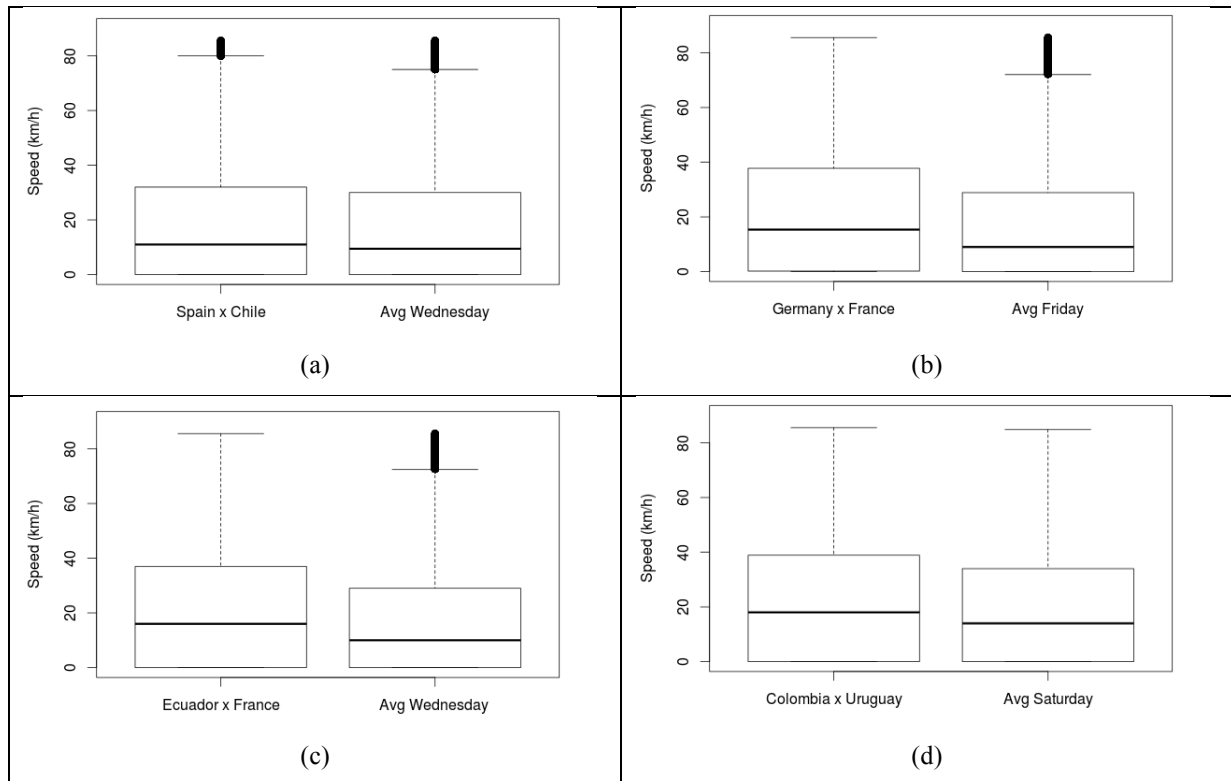 Speed (km/h)
80
60
40
20
0
Spain x Chile Avg Wednesday
(a)
Speed (km/h)
80
60
40
20
0
Germany x France Avg Friday
(b)
Speed (km/h)
80
60
40
20
0
Ecuador x France Avg Wednesday
(c)
Speed (km/h)
80
60
40
20
0
Colombia x Uruguay Avg Saturday
(d)